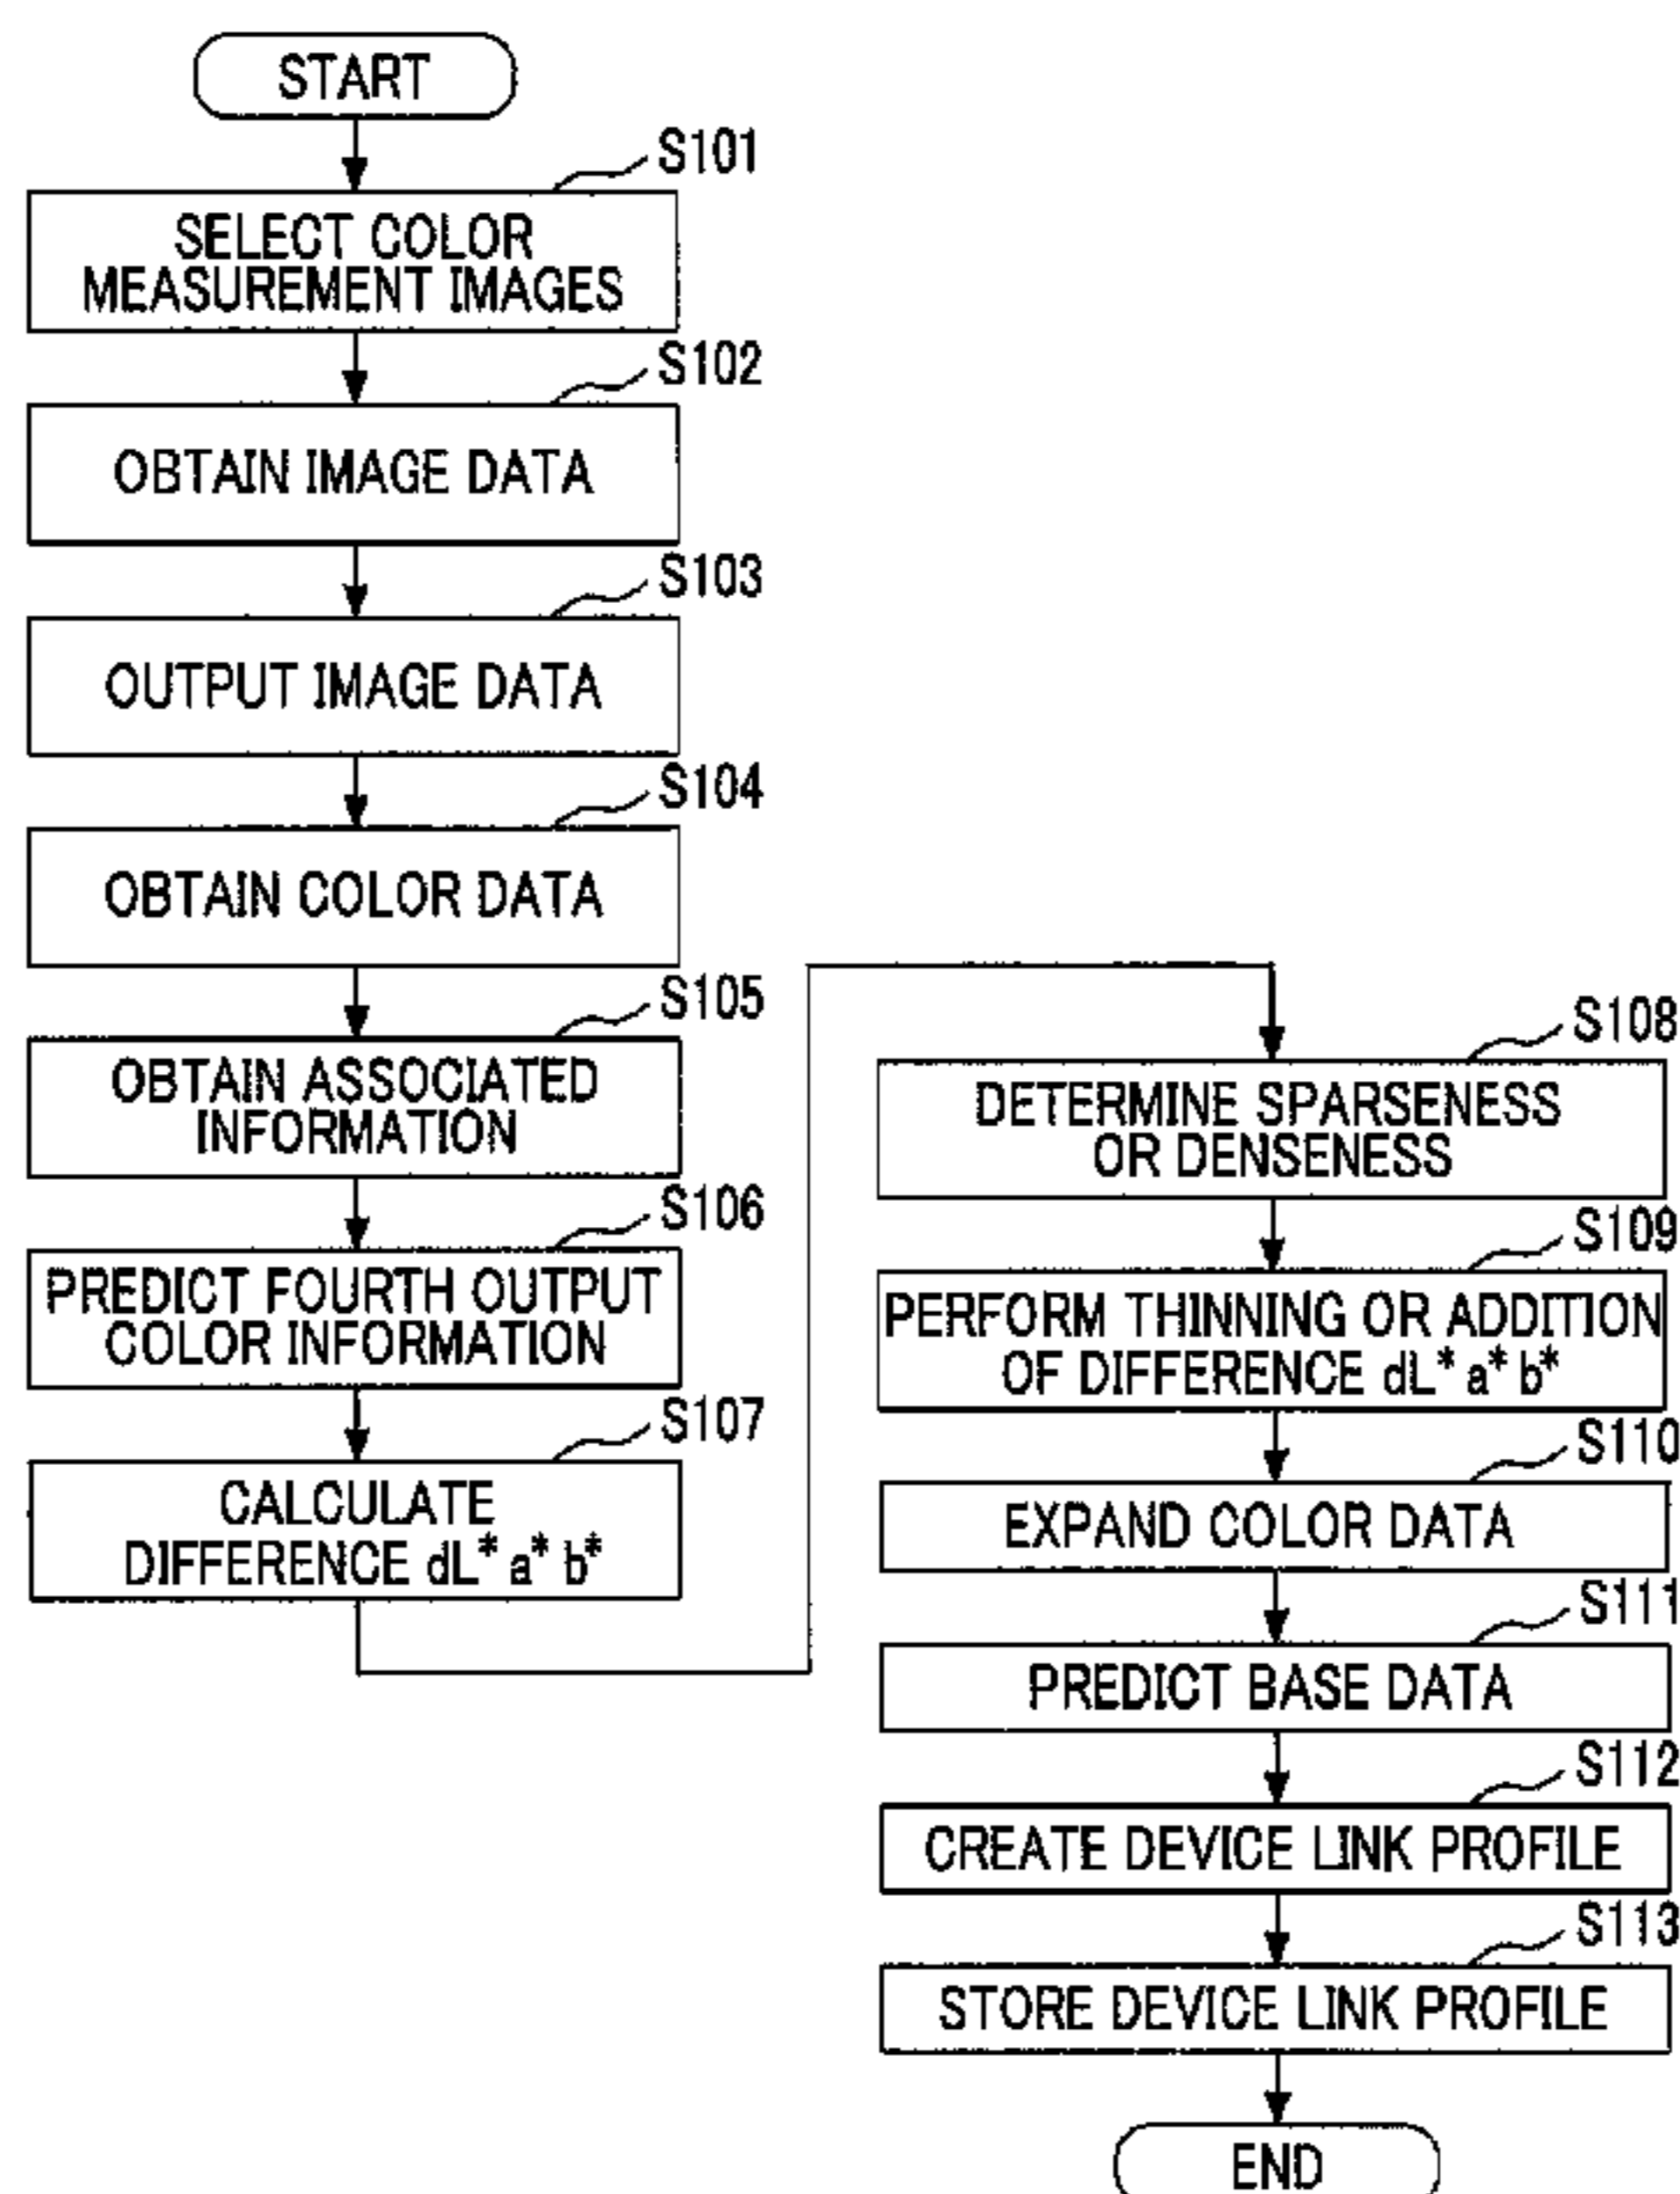 START
S101
SELECT COLOR
MEASUREMENT IMAGES
S102
OBTAIN IMAGE DATA
S103
OUTPUT IMAGE DATA
S104
OBTAIN COLOR DATA
S105
OBTAIN ASSOCIATED
INFORMATION
S106
PREDICT FOURTH OUTPUT
COLOR INFORMATION
S107
CALCULATE
DIFFERENCE dL* a* b*
S108
DETERMINE SPARSENESS
OR DENSENESS
S109
PERFORM THINNING OR ADDITION
OF DIFFERENCE dL* a* b*
S110
EXPAND COLOR DATA
S111
PREDICT BASE DATA
S112
CREATE DEVICE LINK PROFILE
S113
STORE DEVICE LINK PROFILE
END